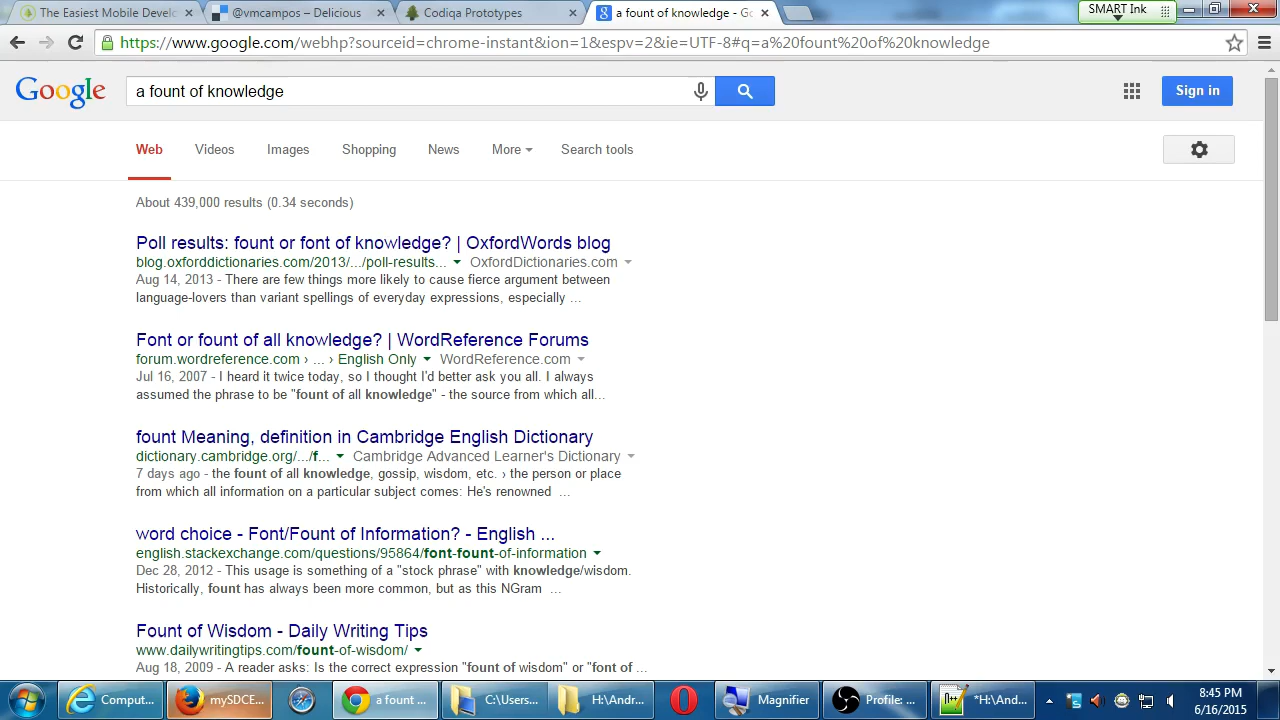 The Easiest Mobile Devel
@vmcampos – Delicious
Codiqa Prototypes
a fount of knowledge - Go
SMART Ink
https://www.google.com/webhp?sourceid=chrome-instant&ion=1&espv=2&ie=UTF-8#q=a%20fount%20of%20knowledge
Google
a fount of knowledge
Sign in
Web Videos Images Shopping News More Search tools
About 439,000 results (0.34 seconds)
Poll results: fount or font of knowledge? | OxfordWords blog
blog.oxforddictionaries.com/2013/.../poll-results... OxfordDictionaries.com
Aug 14, 2013 - There are few things more likely to cause fierce argument between
language-lovers than variant spellings of everyday expressions, especially ...
Font or fount of all knowledge? | WordReference Forums
forum.wordreference.com › ... › English Only WordReference.com
Jul 16, 2007 - I heard it twice today, so I thought I'd better ask you all. I always
assumed the phrase to be "fount of all knowledge" - the source from which all...
fount Meaning, definition in Cambridge English Dictionary
dictionary.cambridge.org/.../f... Cambridge Advanced Learner's Dictionary
7 days ago - the fount of all knowledge, gossip, wisdom, etc. › the person or place
from which all information on a particular subject comes: He's renowned ...
word choice - Font/Fount of Information? - English ...
english.stackexchange.com/questions/95864/font-fount-of-information
Dec 28, 2012 - This usage is something of a "stock phrase" with knowledge/wisdom.
Historically, fount has always been more common, but as this NGram ...
Fount of Wisdom - Daily Writing Tips
www.dailywritingtips.com/fount-of-wisdom/
Aug 18, 2009 - A reader asks: Is the correct expression "fount of wisdom" or "font of ...
Comput...
mySDCE...
a fount ...
C:\Users...
H:\Andr...
Magnifier
Profile: ...
*H:\And...
8:45 PM
6/16/2015